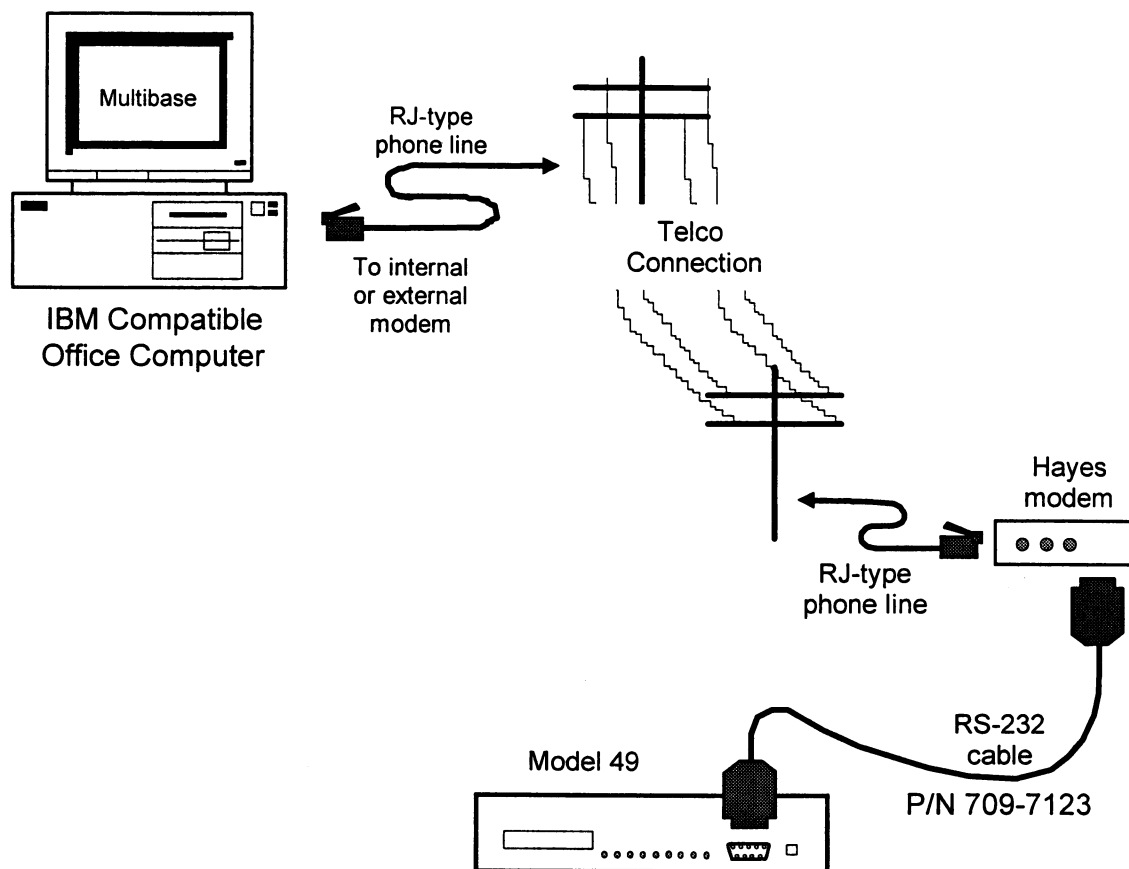 Multibase
RJ-type
phone line
To internal
or external
modem
IBM Compatible
Office Computer
Telco
Connection
Hayes
modem
RJ-type
phone line
RS-232
cable
P/N 709-7123
Model 49